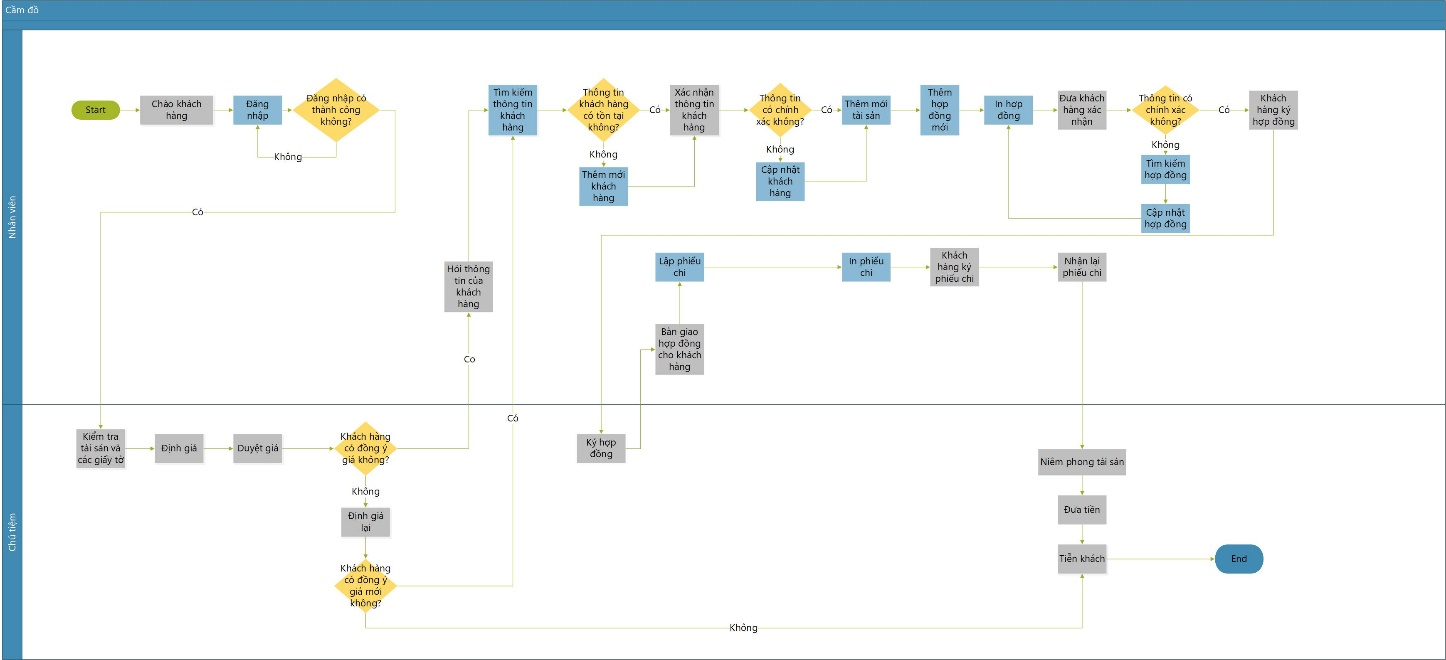 Cầm đồ
Nhân viên
Start
Chào khách
hàng
Đăng
nhập
Đăng nhập có
thành công
không?
Không
Có
Tìm kiếm
thông tin
khách
hàng
Thông tin
khách hàng
có tồn tại
không?
Có
Không
Thêm mới
khách
hàng
Xác nhận
thông tin
khách
hàng
Thông tin
có chính
xác không?
Có
Không
Cập nhật
khách
hàng
Thêm mới
tài sản
Thêm
hợp
đồng
mới
In hợp
đồng
Đưa khách
hàng xác
nhận
Thông tin có
chính xác
không?
Có
Không
Tìm kiếm
hợp đồng
Cập nhật
hợp đồng
Khách
hàng ký
hợp đồng
Hỏi thông
tin của
khách
hàng
Co
Có
Lập phiếu
chi
In phiếu
chi
Khách
hàng ký
phiếu chi
Nhận lại
phiếu chi
Bàn giao
hợp đồng
cho khách
hàng
Chủ tiệm
Kiểm tra
tài sản và
các giấy tờ
Định giá
Duyệt giá
Khách hàng
có đồng ý
giá không?
Không
Định giá
lại
Khách hàng
có đồng ý
giá mới
không?
Không
Ký hợp
đồng
Niêm phong tài sản
Đưa tiền
Tiễn khách
End